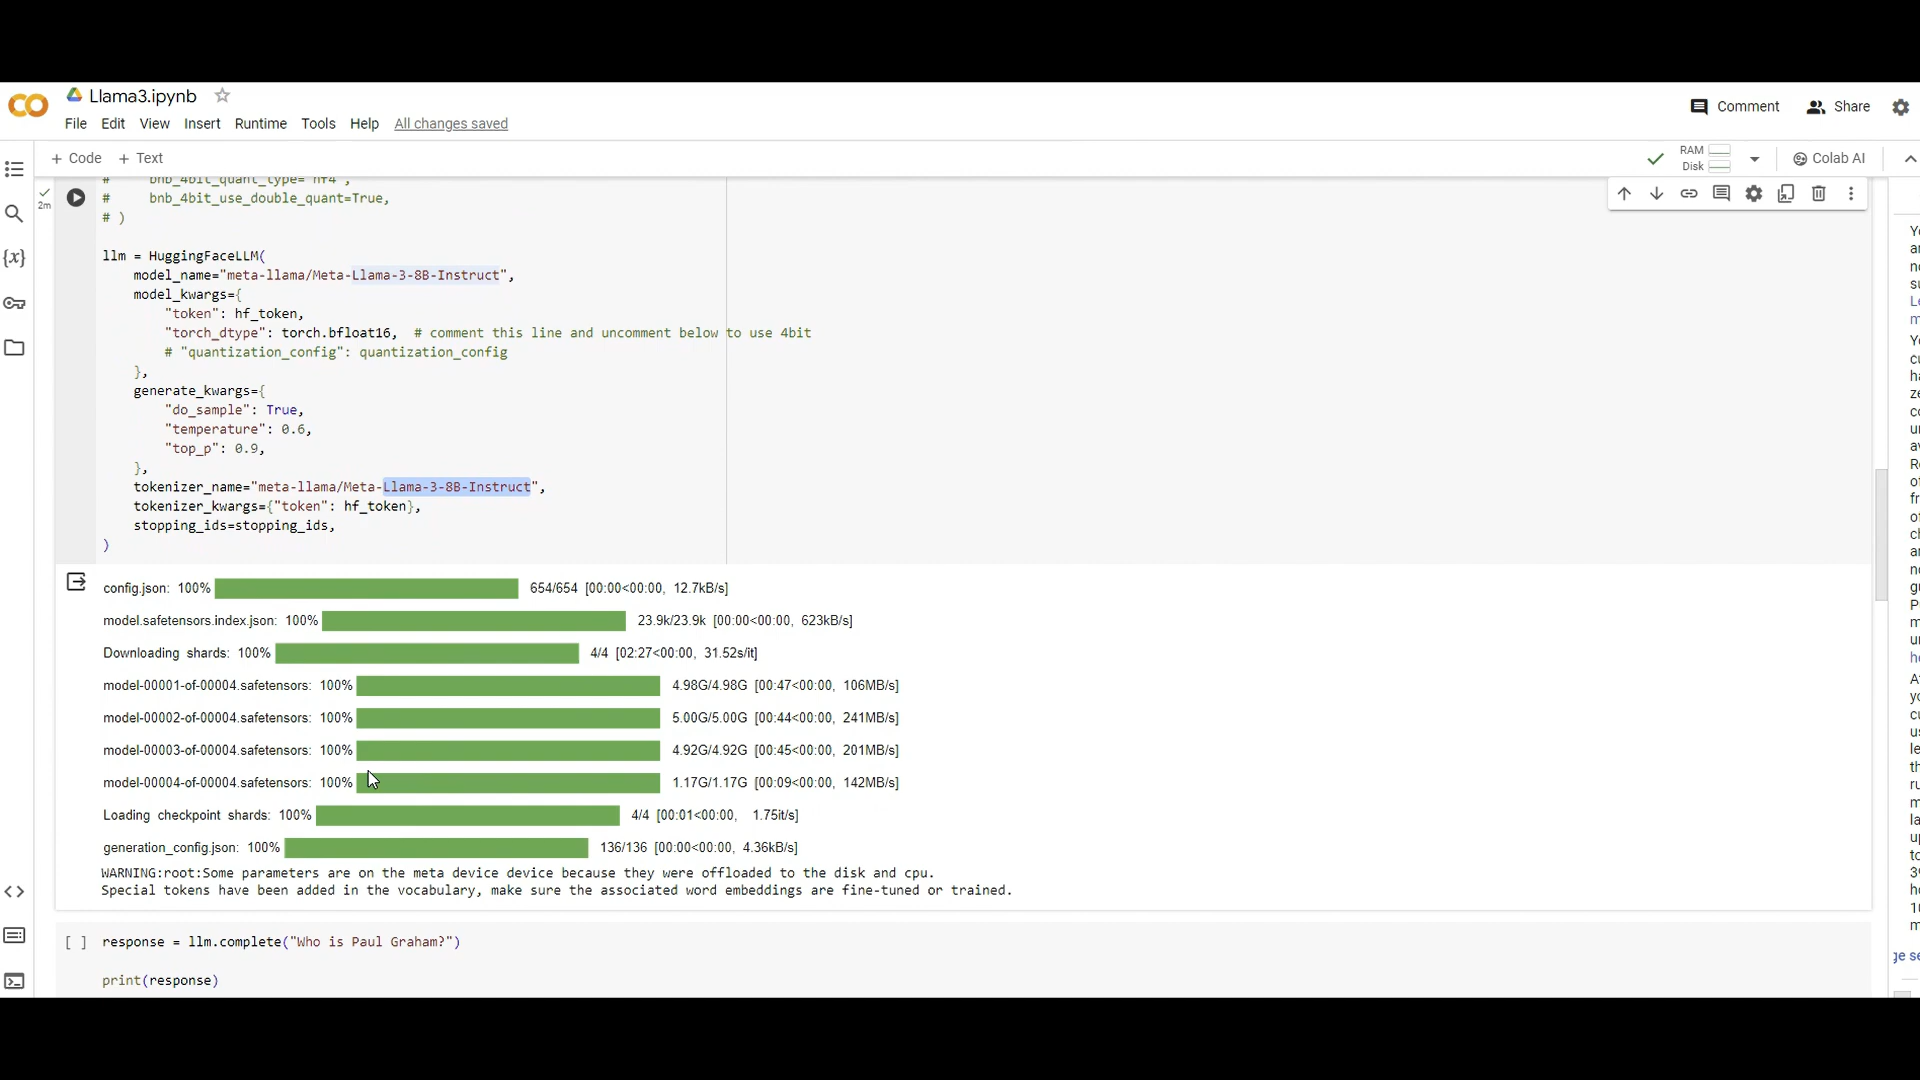 Llama3.ipynb
Comment
Share
File Edit View Insert Runtime Tools Help All changes saved
+ Code + Text
RAM
Disk
Colab AI
2m
# bnb_4bit_quant_type="nf4",
# bnb_4bit_use_double_quant=True,
# )
llm = HuggingFaceLLM(
model_name="meta-llama/Meta-Llama-3-8B-Instruct",
model_kwargs={
"token": hf_token,
"torch_dtype": torch.bfloat16, # comment this line and uncomment below to use 4bit
# "quantization_config": quantization_config
},
generate_kwargs={
"do_sample": True,
"temperature": 0.6,
"top_p": 0.9,
},
tokenizer_name="meta-llama/Meta-Llama-3-8B-Instruct",
tokenizer_kwargs={"token": hf_token},
stopping_ids=stopping_ids,
)
config.json: 100% 654/654 [00:00<00:00, 12.7kB/s]
model.safetensors.index.json: 100% 23.9k/23.9k [00:00<00:00, 623kB/s]
Downloading shards: 100% 4/4 [02:27<00:00, 31.52s/it]
model-00001-of-00004.safetensors: 100% 4.98G/4.98G [00:47<00:00, 106MB/s]
model-00002-of-00004.safetensors: 100% 5.00G/5.00G [00:44<00:00, 241MB/s]
model-00003-of-00004.safetensors: 100% 4.92G/4.92G [00:45<00:00, 201MB/s]
model-00004-of-00004.safetensors: 100% 1.17G/1.17G [00:09<00:00, 142MB/s]
Loading checkpoint shards: 100% 4/4 [00:01<00:00, 1.75it/s]
generation_config.json: 100% 136/136 [00:00<00:00, 4.36kB/s]
WARNING:root:Some parameters are on the meta device device because they were offloaded to the disk and cpu.
Special tokens have been added in the vocabulary, make sure the associated word embeddings are fine-tuned or trained.
[ ] response = llm.complete("Who is Paul Graham?")
print(response)